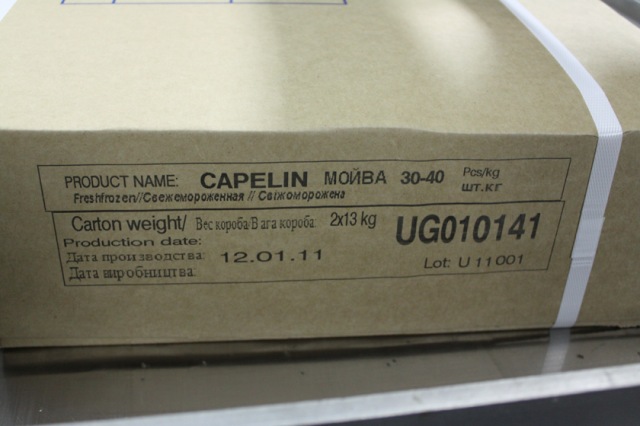 PRODUCT NAME: CAPELIN МОЙВА 30-40 Pcs/kg
шт.кг
Freshfrozen//Свежемороженная // Свіжоморожена
Carton weight/ Вес короба/Вага короба: 2x13 kg UG010141
Production date:
Дата производства: 12.01.11 Lot: U 11001
Дата виробництва: